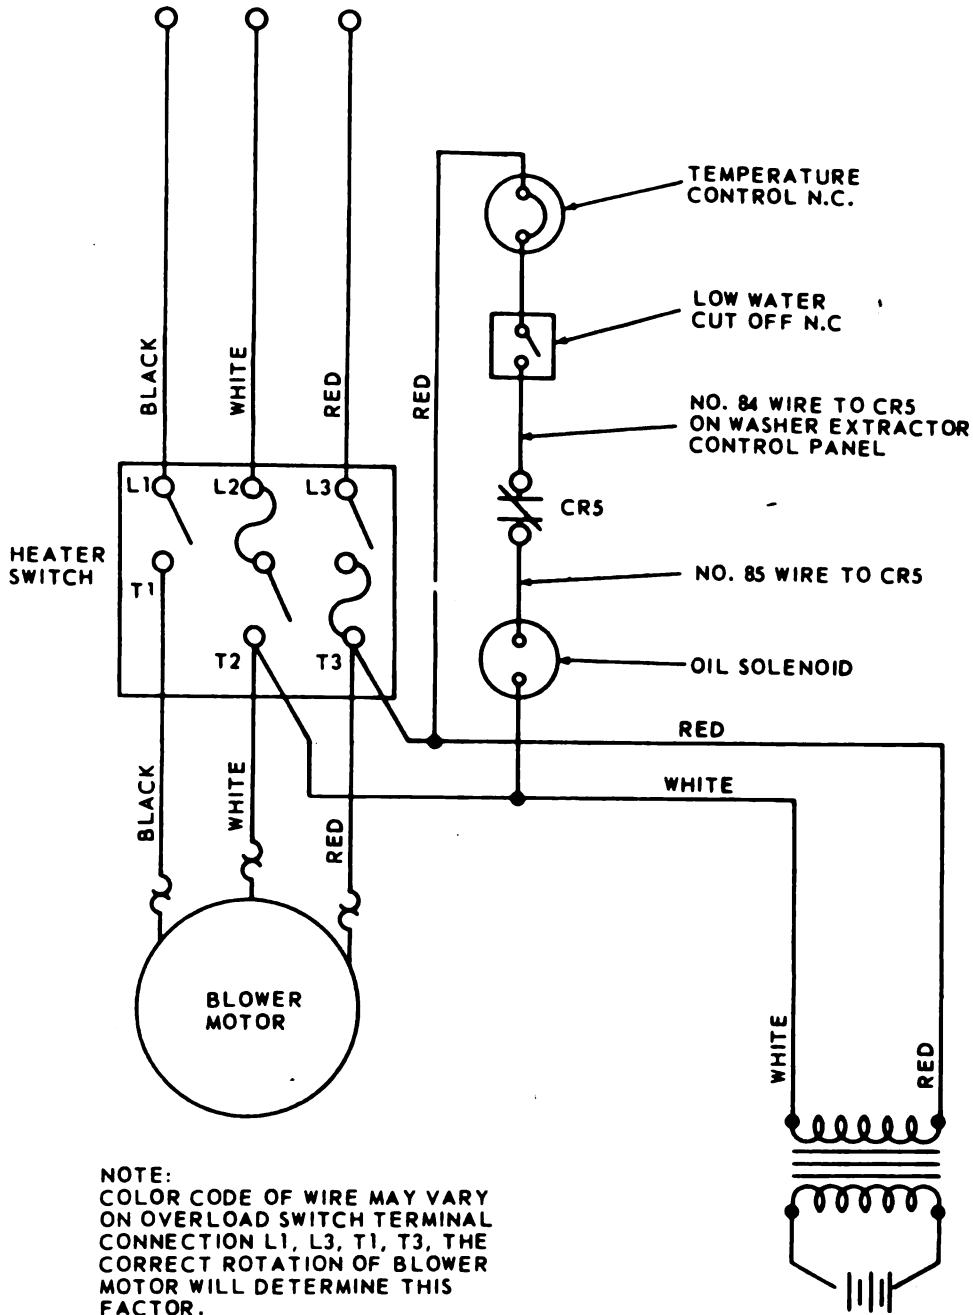 TEMPERATURE
CONTROL N.C.
LOW WATER
CUT OFF N.C
BLACK
WHITE
RED
RED
NO. 84 WIRE TO CR5
ON WASHER EXTRACTOR
CONTROL PANEL
L1
L2
L3
CR5
HEATER
SWITCH
T1
NO. 85 WIRE TO CR5
T2
T3
OIL SOLENOID
RED
WHITE
BLACK
WHITE
RED
BLOWER
MOTOR
WHITE
RED
NOTE:
COLOR CODE OF WIRE MAY VARY
ON OVERLOAD SWITCH TERMINAL
CONNECTION L1, L3, T1, T3, THE
CORRECT ROTATION OF BLOWER
MOTOR WILL DETERMINE THIS
FACTOR.